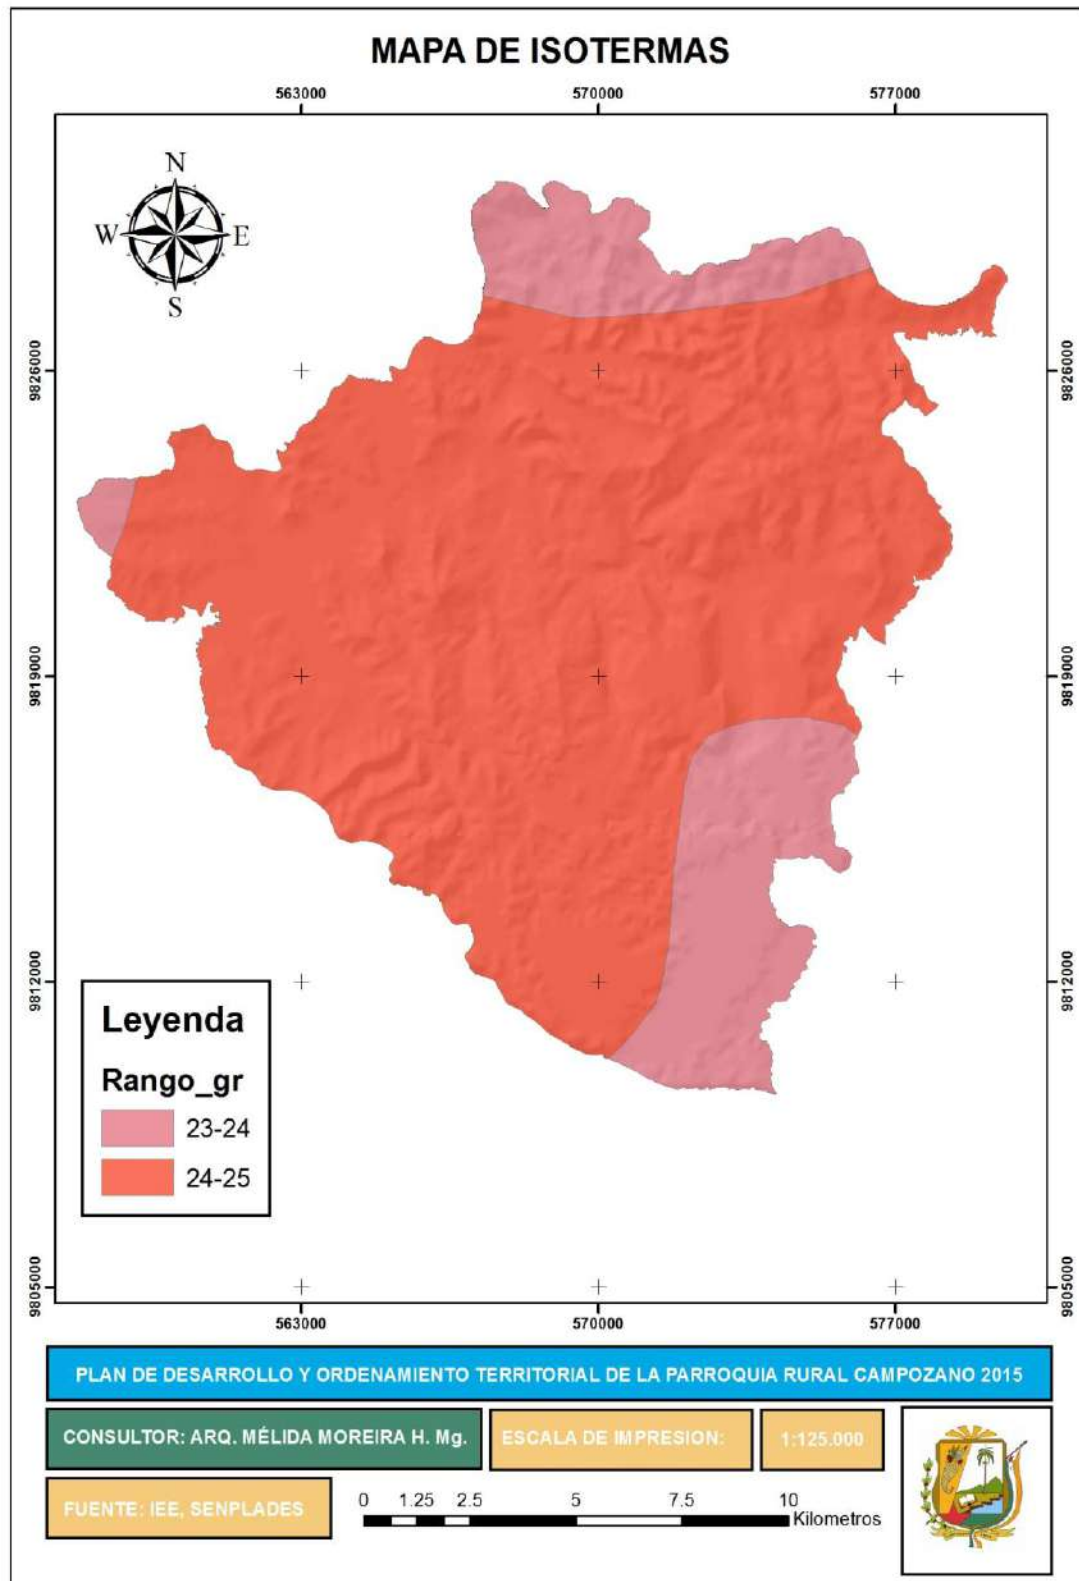 MAPA DE ISOTERMAS
563000 570000 577000
N
W E
S
9826000 9826000
9819000 9819000
9812000 9812000
Leyenda
Rango_gr
23-24
24-25
9805000 9805000
563000 570000 577000
PLAN DE DESARROLLO Y ORDENAMIENTO TERRITORIAL DE LA PARROQUIA RURAL CAMPOZANO 2015
CONSULTOR: ARQ. MÉLIDA MOREIRA H. Mg. ESCALA DE IMPRESION: 1:125.000
FUENTE: IEE, SENPLADES
0 1.25 2.5 5 7.5 10
Kilometros